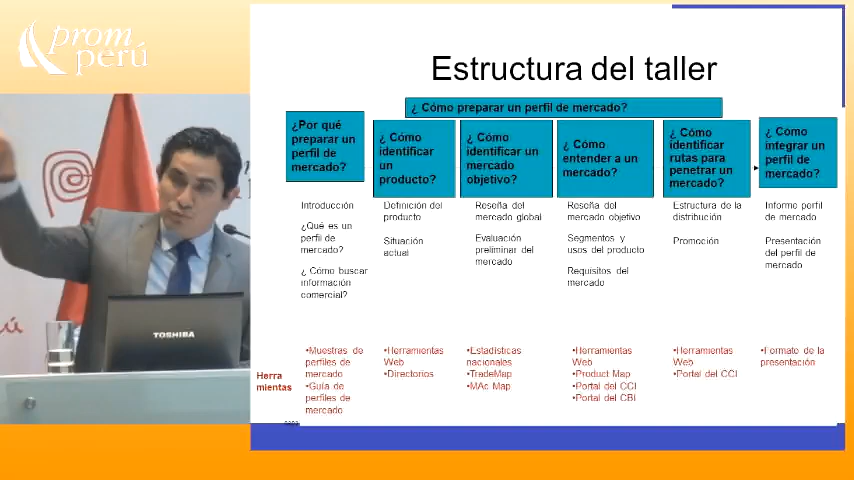 prom
perú
TOSHIBA
Estructura del taller
¿ Cómo preparar un perfil de mercado?
¿Por qué
preparar un
perfil de
mercado?
¿ Cómo
identificar
un
producto?
¿ Cómo
identificar un
mercado
objetivo?
¿ Cómo
entender a un
mercado?
¿ Cómo
identificar
rutas para
penetrar un
mercado?
¿ Cómo
integrar un
perfil de
mercado?
Introducción
¿Qué es un
perfil de
mercado?
¿ Cómo buscar
información
comercial?
Definición del
producto
Situación
actual
Reseña del
mercado global
Evaluación
preliminar del
mercado
Reseña del
mercado objetivo
Segmentos y
usos del producto
Requisitos del
mercado
Estructura de la
distribución
Promoción
Informe perfil
de mercado
Presentación
del perfil de
mercado
Herra
mientas
•Muestras de
perfiles de
mercado
•Guía de
perfiles de
mercado
•Herramientas
Web
•Directorios
•Estadísticas
nacionales
•TradeMap
•MAc Map
•Herramientas
Web
•Product Map
•Portal del CCI
•Portal del CBI
•Herramientas
Web
•Portal del CCI
•Formato de la
presentación